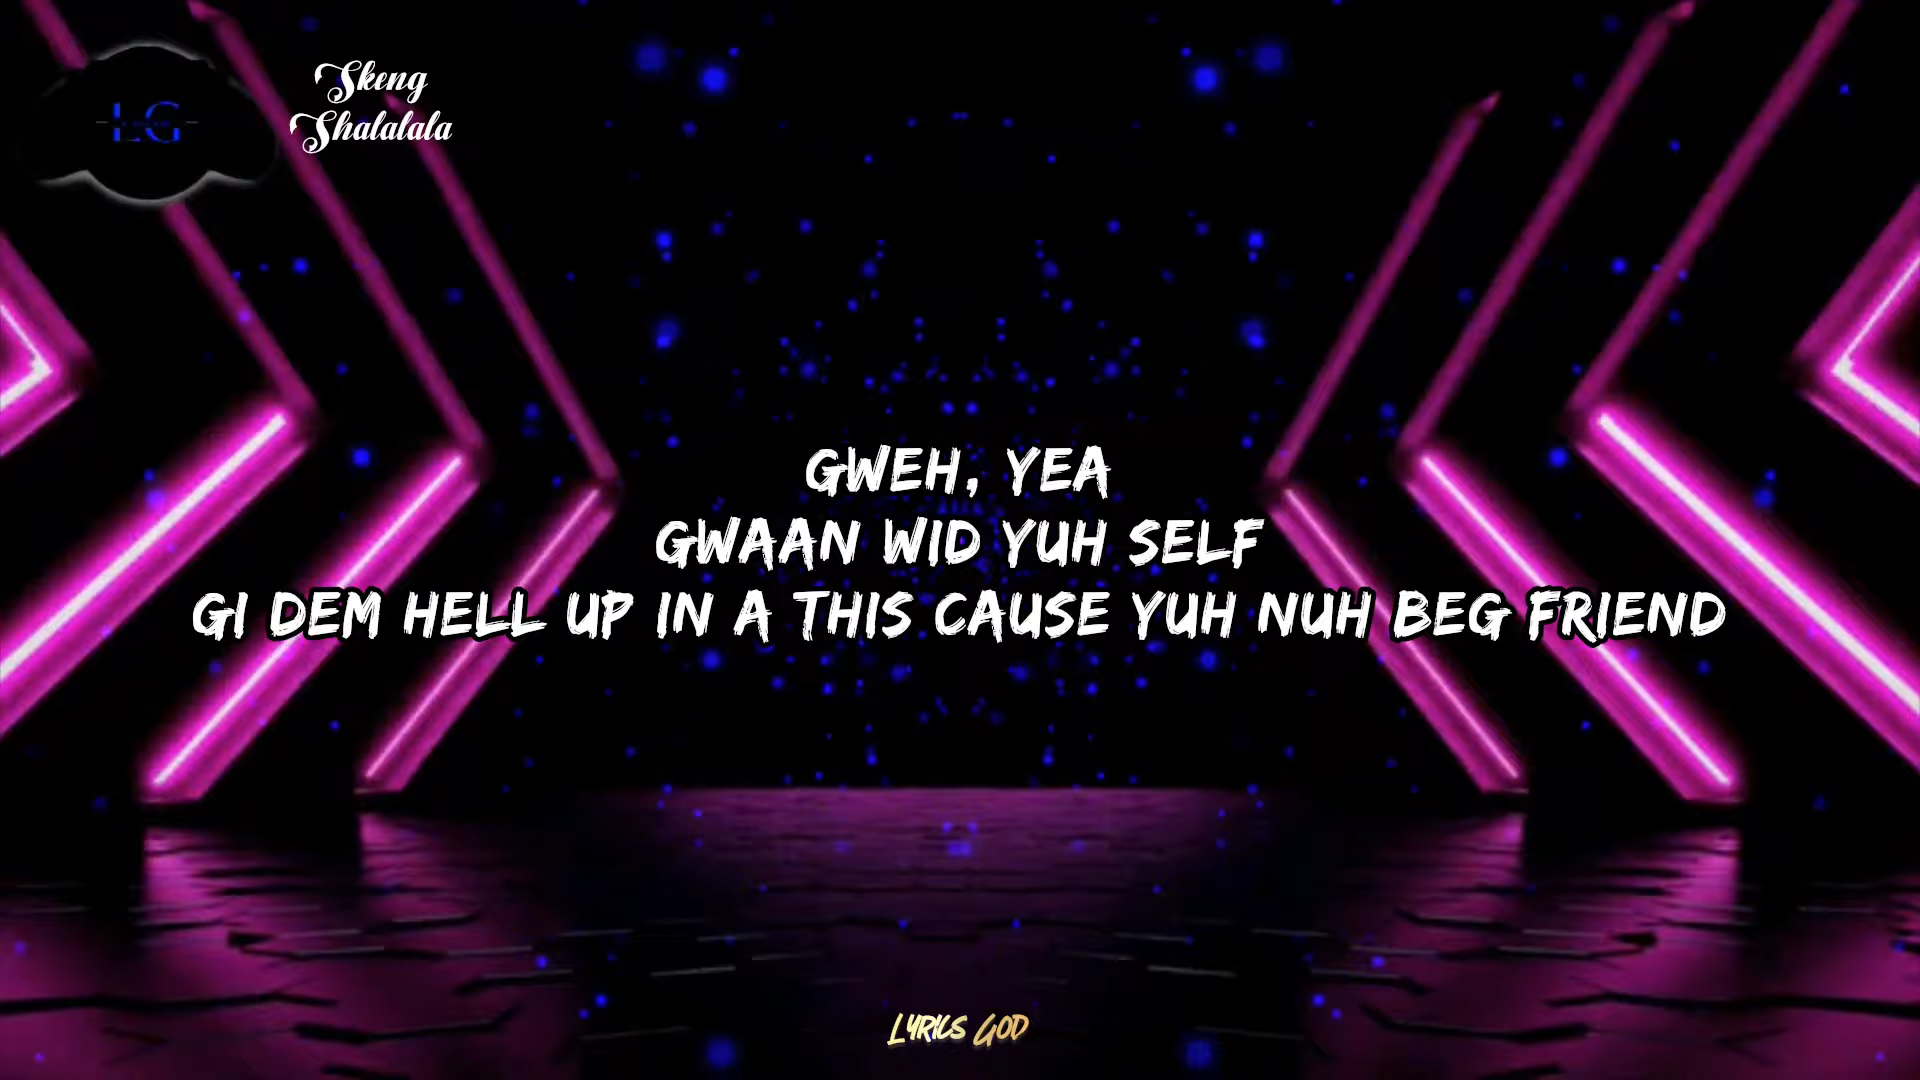 LG
Skeng
Shalalala
GWEH, YEA
GWAAN WID YUH SELF
GI DEM HELL UP IN A THIS CAUSE YUH NUH BEG FRIEND
LYRICS GOD